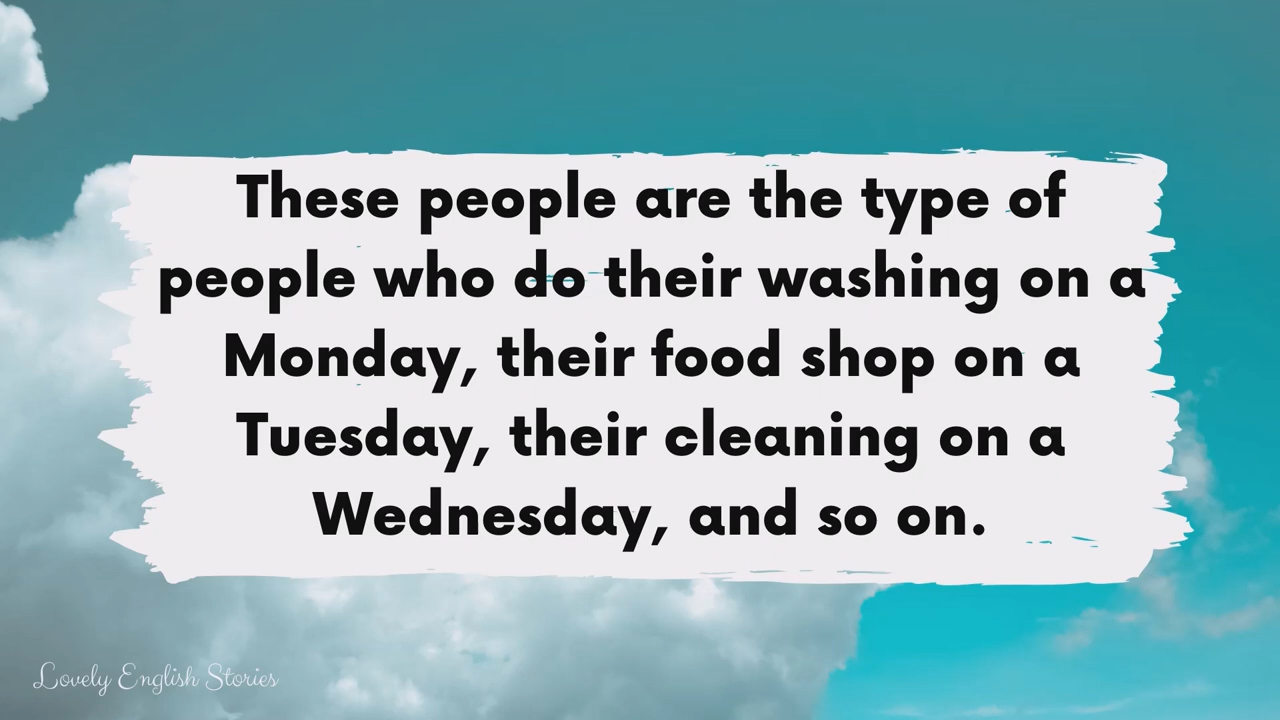 These people are the type of
people who do their washing on a
Monday, their food shop on a
Tuesday, their cleaning on a
Wednesday, and so on.
Lovely English Stories